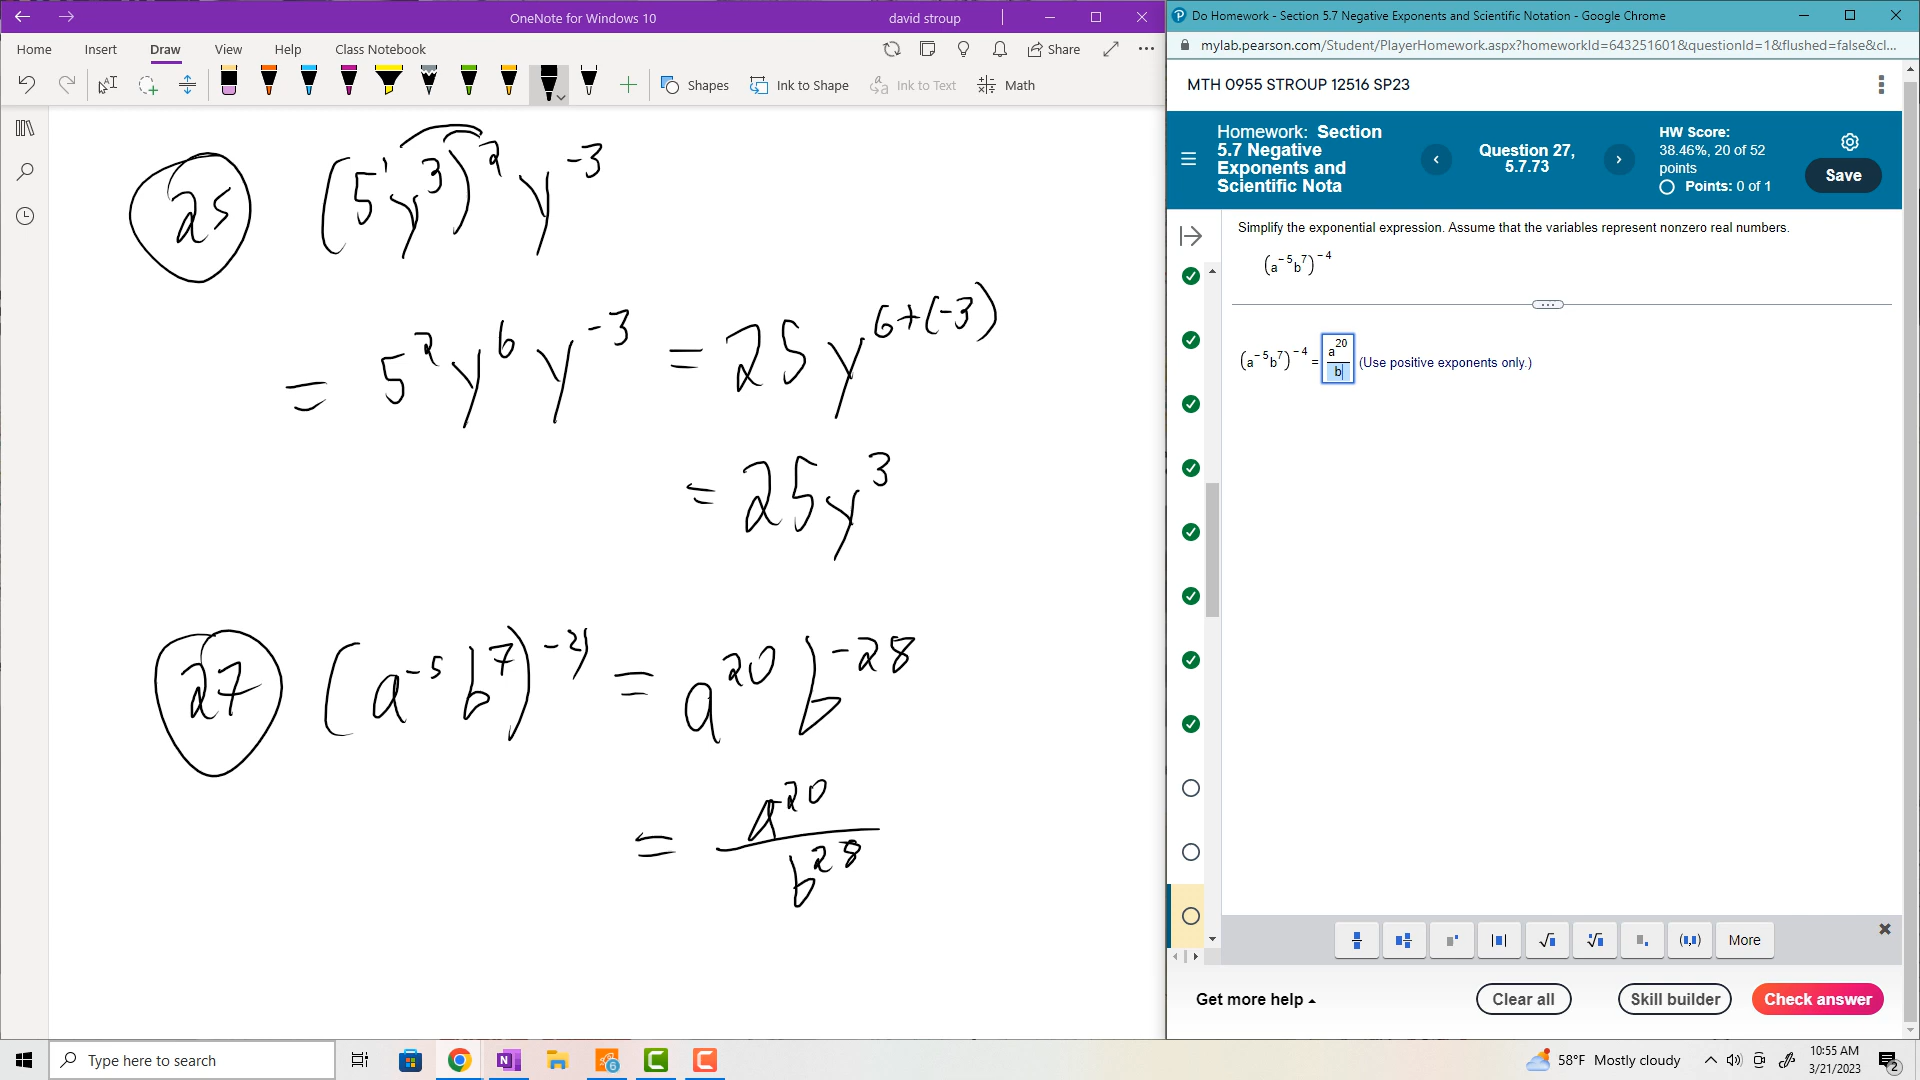 OneNote for Windows 10
david stroup
Home Insert Draw View Help Class Notebook
Share
Shapes Ink to Shape Ink to Text Math
25 (5¹y³)² y⁻³
= 5² y⁶ y⁻³ = 25 y⁶⁺⁽⁻³⁾
= 25y³
27 (a⁻⁵ b⁷)⁻⁴ = a²⁰ b⁻²⁸
= a²⁰
b²⁸
Do Homework - Section 5.7 Negative Exponents and Scientific Notation - Google Chrome
mylab.pearson.com/Student/PlayerHomework.aspx?homeworkId=643251601&questionId=1&flushed=false&cl...
MTH 0955 STROUP 12516 SP23
Homework: Section
5.7 Negative
Exponents and
Scientific Nota
Question 27,
5.7.73
HW Score:
38.46%, 20 of 52
points
Points: 0 of 1
Save
Simplify the exponential expression. Assume that the variables represent nonzero real numbers.
(a⁻⁵b⁷)⁻⁴
(a⁻⁵b⁷)⁻⁴ = a²⁰/b (Use positive exponents only.)
More
Get more help
Clear all
Skill builder
Check answer
Type here to search
58°F Mostly cloudy
10:55 AM
3/21/2023
2